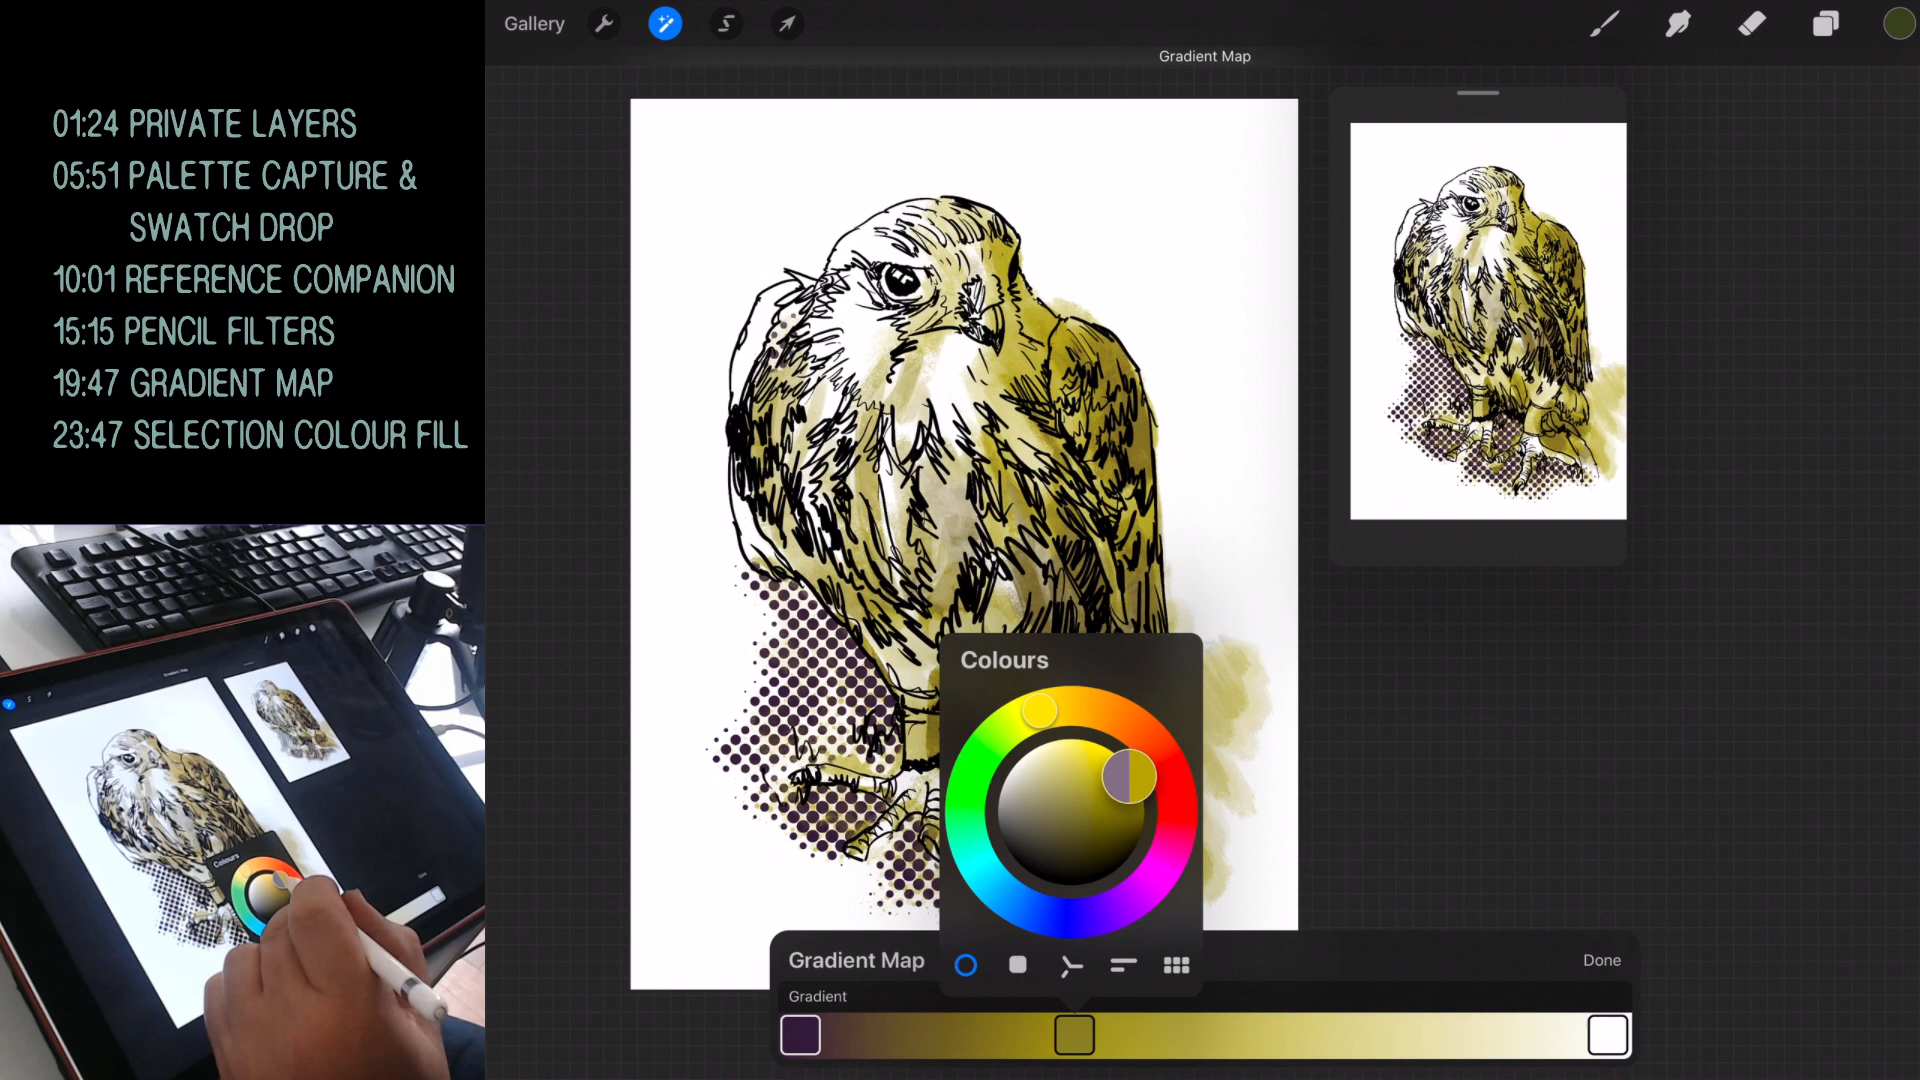 01:24 PRIVATE LAYERS
05:51 PALETTE CAPTURE &
SWATCH DROP
10:01 REFERENCE COMPANION
15:15 PENCIL FILTERS
19:47 GRADIENT MAP
23:47 SELECTION COLOUR FILL
Gallery
Gradient Map
Colours
Gradient Map
Done
Gradient
Colours